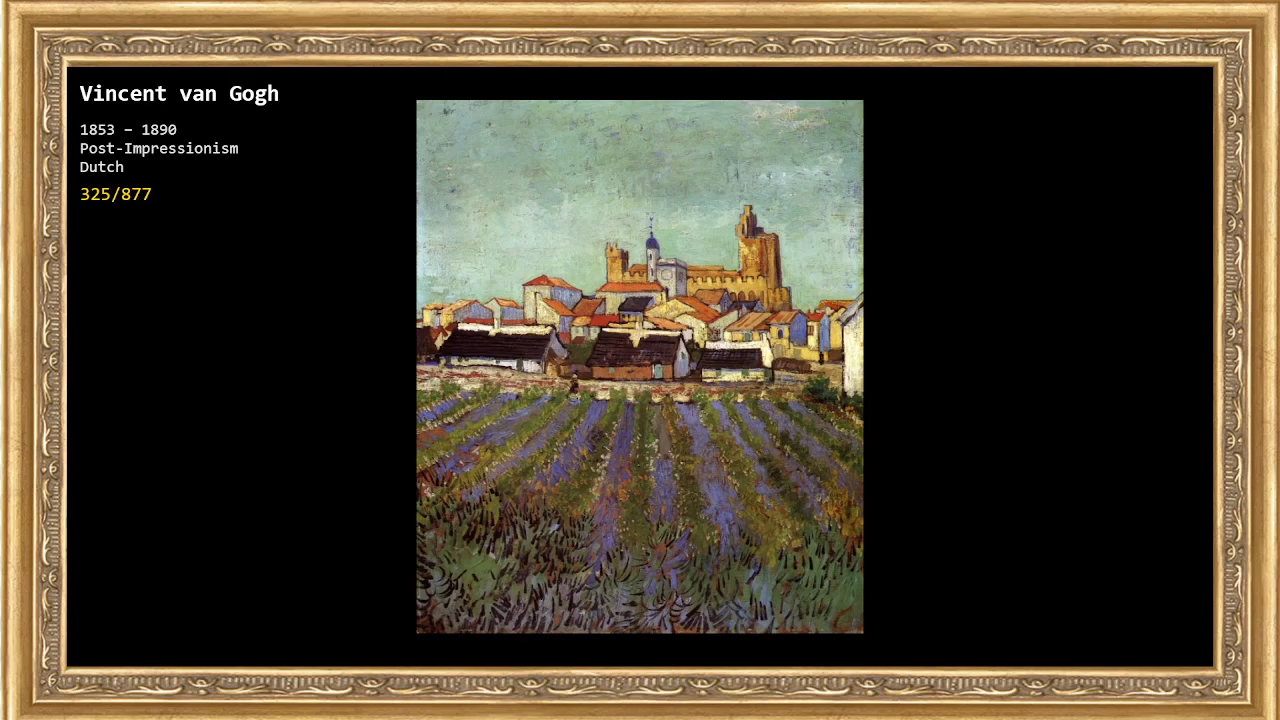 Vincent van Gogh
1853 – 1890
Post-Impressionism
Dutch
325/877